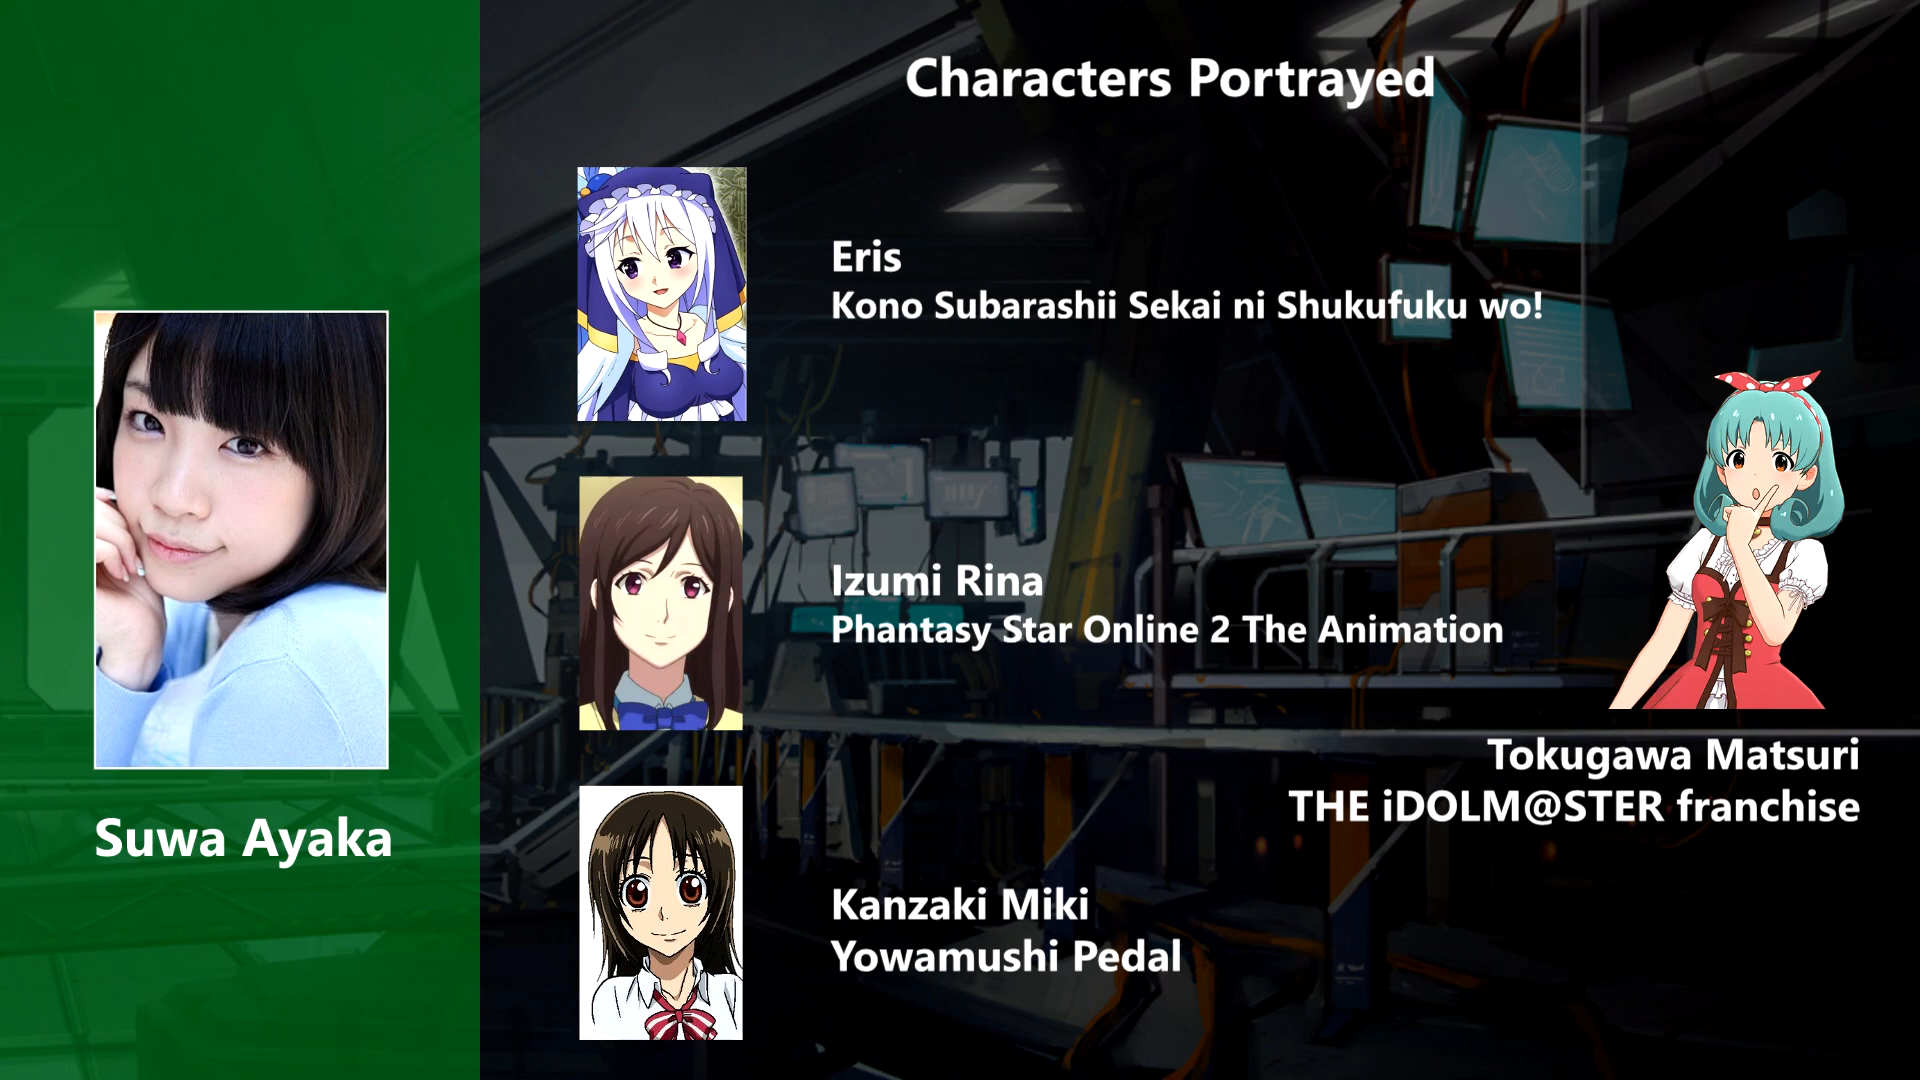 Characters Portrayed
Eris
Kono Subarashii Sekai ni Shukufuku wo!
Izumi Rina
Phantasy Star Online 2 The Animation
Tokugawa Matsuri
THE iDOLM@STER franchise
Suwa Ayaka
Kanzaki Miki
Yowamushi Pedal